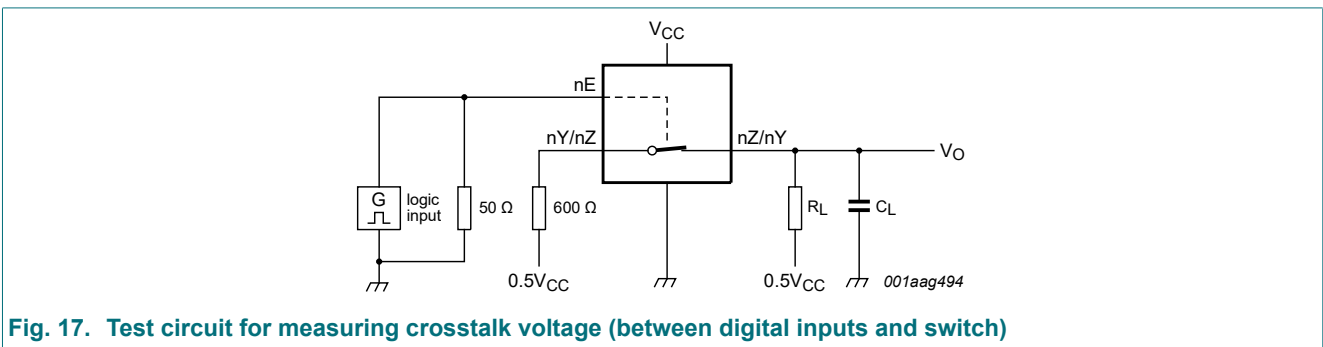 VCC
nE
nY/nZ
nZ/nY
VO
G
logic
input
50 Ω
600 Ω
RL
CL
0.5VCC
0.5VCC
001aag494
Fig. 17. Test circuit for measuring crosstalk voltage (between digital inputs and switch)